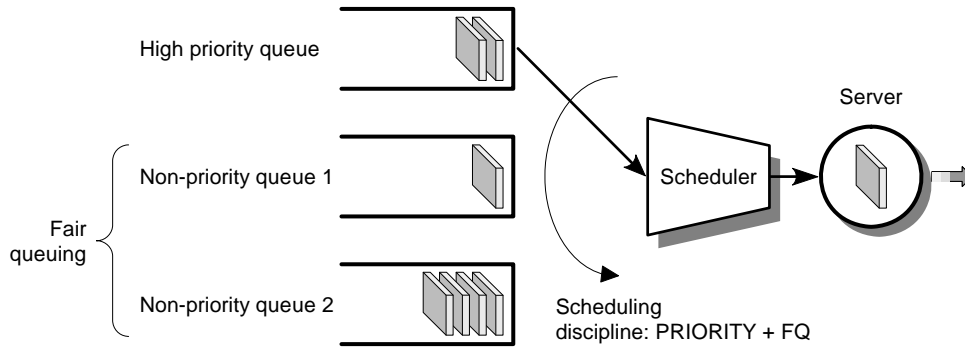 High priority queue
Server
Non-priority queue 1
Scheduler
Fair
queuing
Non-priority queue 2
Scheduling
discipline: PRIORITY + FQ